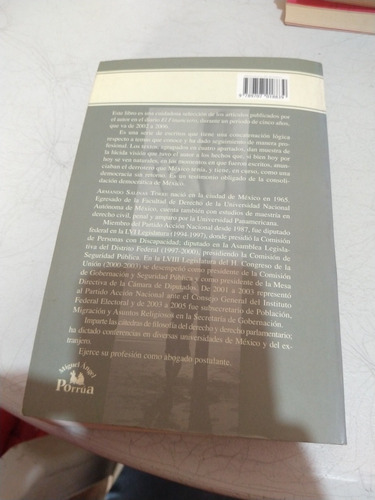 Este libro es una cuidadosa selección de los artículos publicados por
el autor en el diario El Financiero, durante un periodo de cinco años,
que va de 2001 a 2006.
Es una serie de escritos que tiene una concatenación lógica
respecto a temas que conoce y ha dado seguimiento de manera pro-
fesional. Los textos agrupados en cuatro apartados, dan muestra de
la lúcida visión que tuvo el autor a los hechos que, si bien hoy por
hoy se ven naturales, en los momentos en que fueron escritos, anun-
ciaban el derrotero que México tenía, y tiene, en curso, como una
democracia sin retorno. Es un testimonio obligado de la consoli-
dación democrática de México.
Armando Salinas Torre nació en la ciudad de México en 1965.
Egresado de la Facultad de Derecho de la Universidad Nacional
Autónoma de México, cuenta también con estudios de maestría en
derecho civil, penal y amparo por la Universidad Panamericana.
Miembro del Partido Acción Nacional desde 1987, fue diputado
federal en la LVI Legislatura (1994-1997), donde presidió la Comisión
de Personas con Discapacidad; diputado en la Asamblea Legisla-
tiva del Distrito Federal (1997-2000), presidiendo la Comisión de
Seguridad Pública. En la LVIII Legislatura del H. Congreso de la
Unión (2000-2003) se desempeñó como presidente de la Comisión
de Gobernación y Seguridad Pública y como presidente de la Mesa
Directiva de la Cámara de Diputados. De 2001 a 2003 representó
al Partido Acción Nacional ante el Consejo General del Instituto
Federal Electoral y de 2003 a 2005 fue subsecretario de Población,
Migración y Asuntos Religiosos en la Secretaría de Gobernación.
Imparte las cátedras de filosofía del derecho y derecho parlamentario;
ha dictado conferencias en diversas universidades de México y del ex-
tranjero.
Ejerce su profesión como abogado postulante.
Miguel Ángel
Porrúa